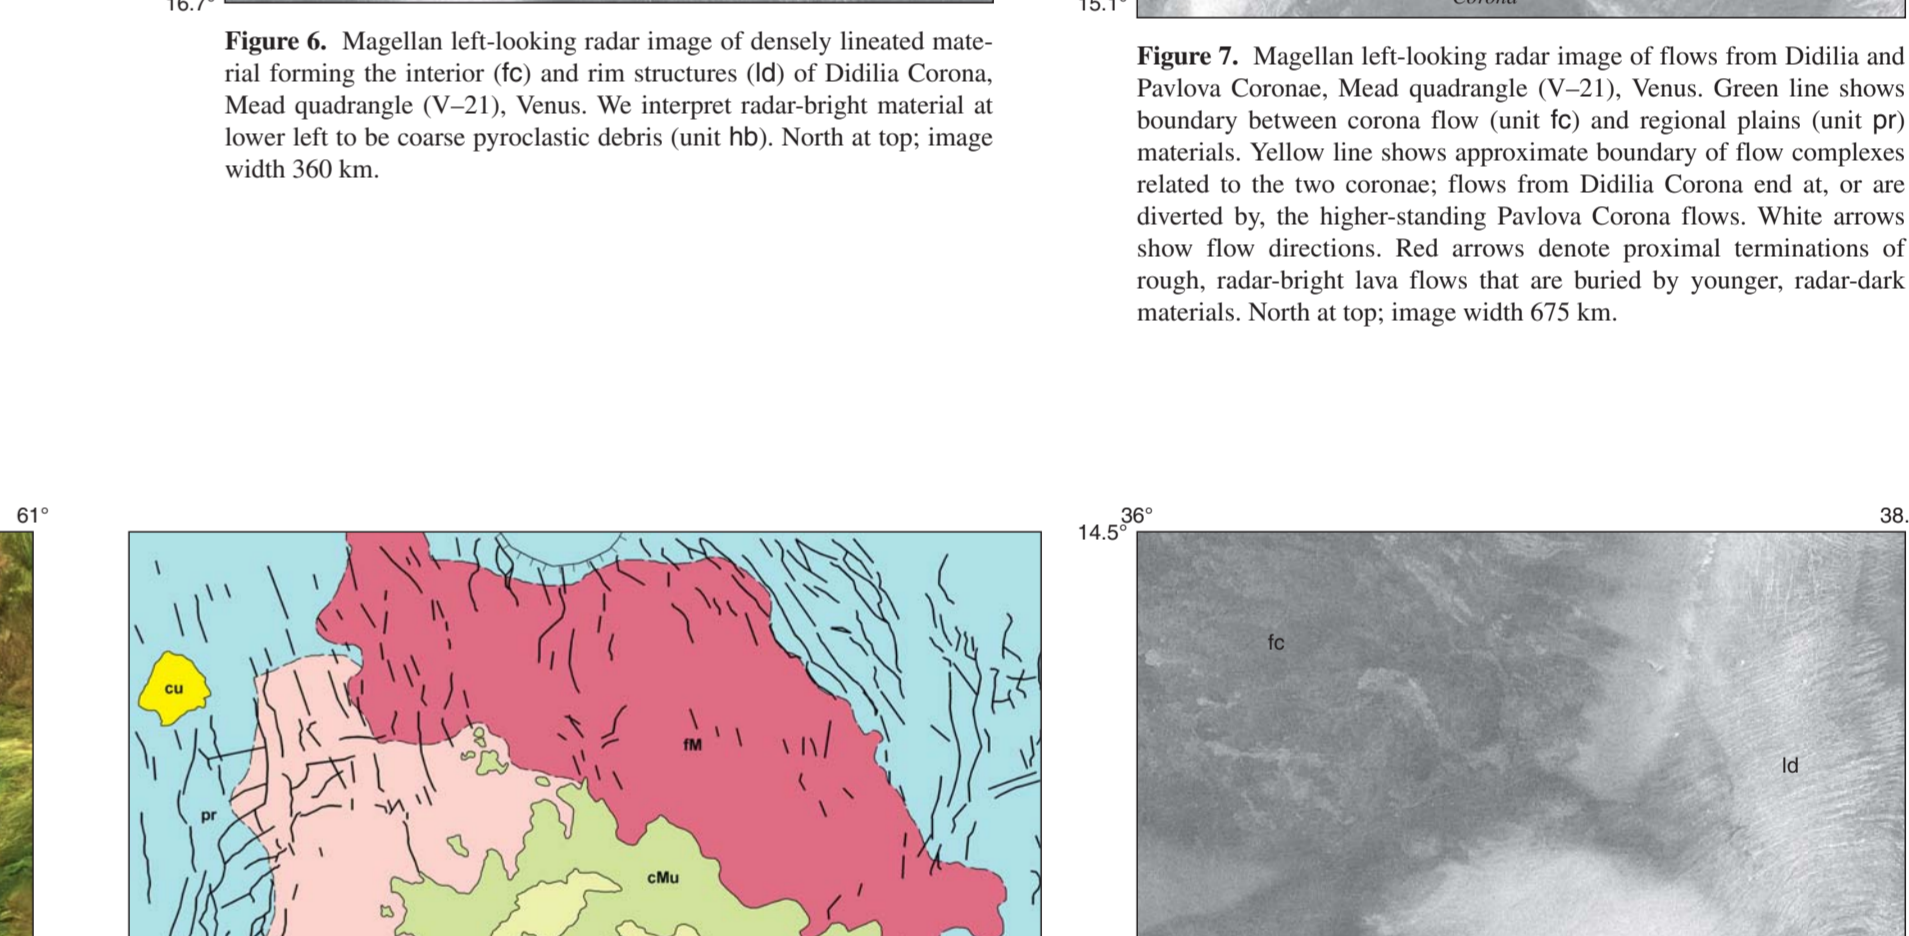 16.7°
Figure 6. Magellan left-looking radar image of densely lineated mate-
rial forming the interior (fc) and rim structures (ld) of Didilia Corona,
Mead quadrangle (V–21), Venus. We interpret radar-bright material at
lower left to be coarse pyroclastic debris (unit hb). North at top; image
width 360 km.
15.1°
Corona
Figure 7. Magellan left-looking radar image of flows from Didilia and
Pavlova Coronae, Mead quadrangle (V–21), Venus. Green line shows
boundary between corona flow (unit fc) and regional plains (unit pr)
materials. Yellow line shows approximate boundary of flow complexes
related to the two coronae; flows from Didilia Corona end at, or are
diverted by, the higher-standing Pavlova Corona flows. White arrows
show flow directions. Red arrows denote proximal terminations of
rough, radar-bright lava flows that are buried by younger, radar-dark
materials. North at top; image width 675 km.
61°
cu
fM
pr
cMu
36°
38.
14.5°
fc
ld